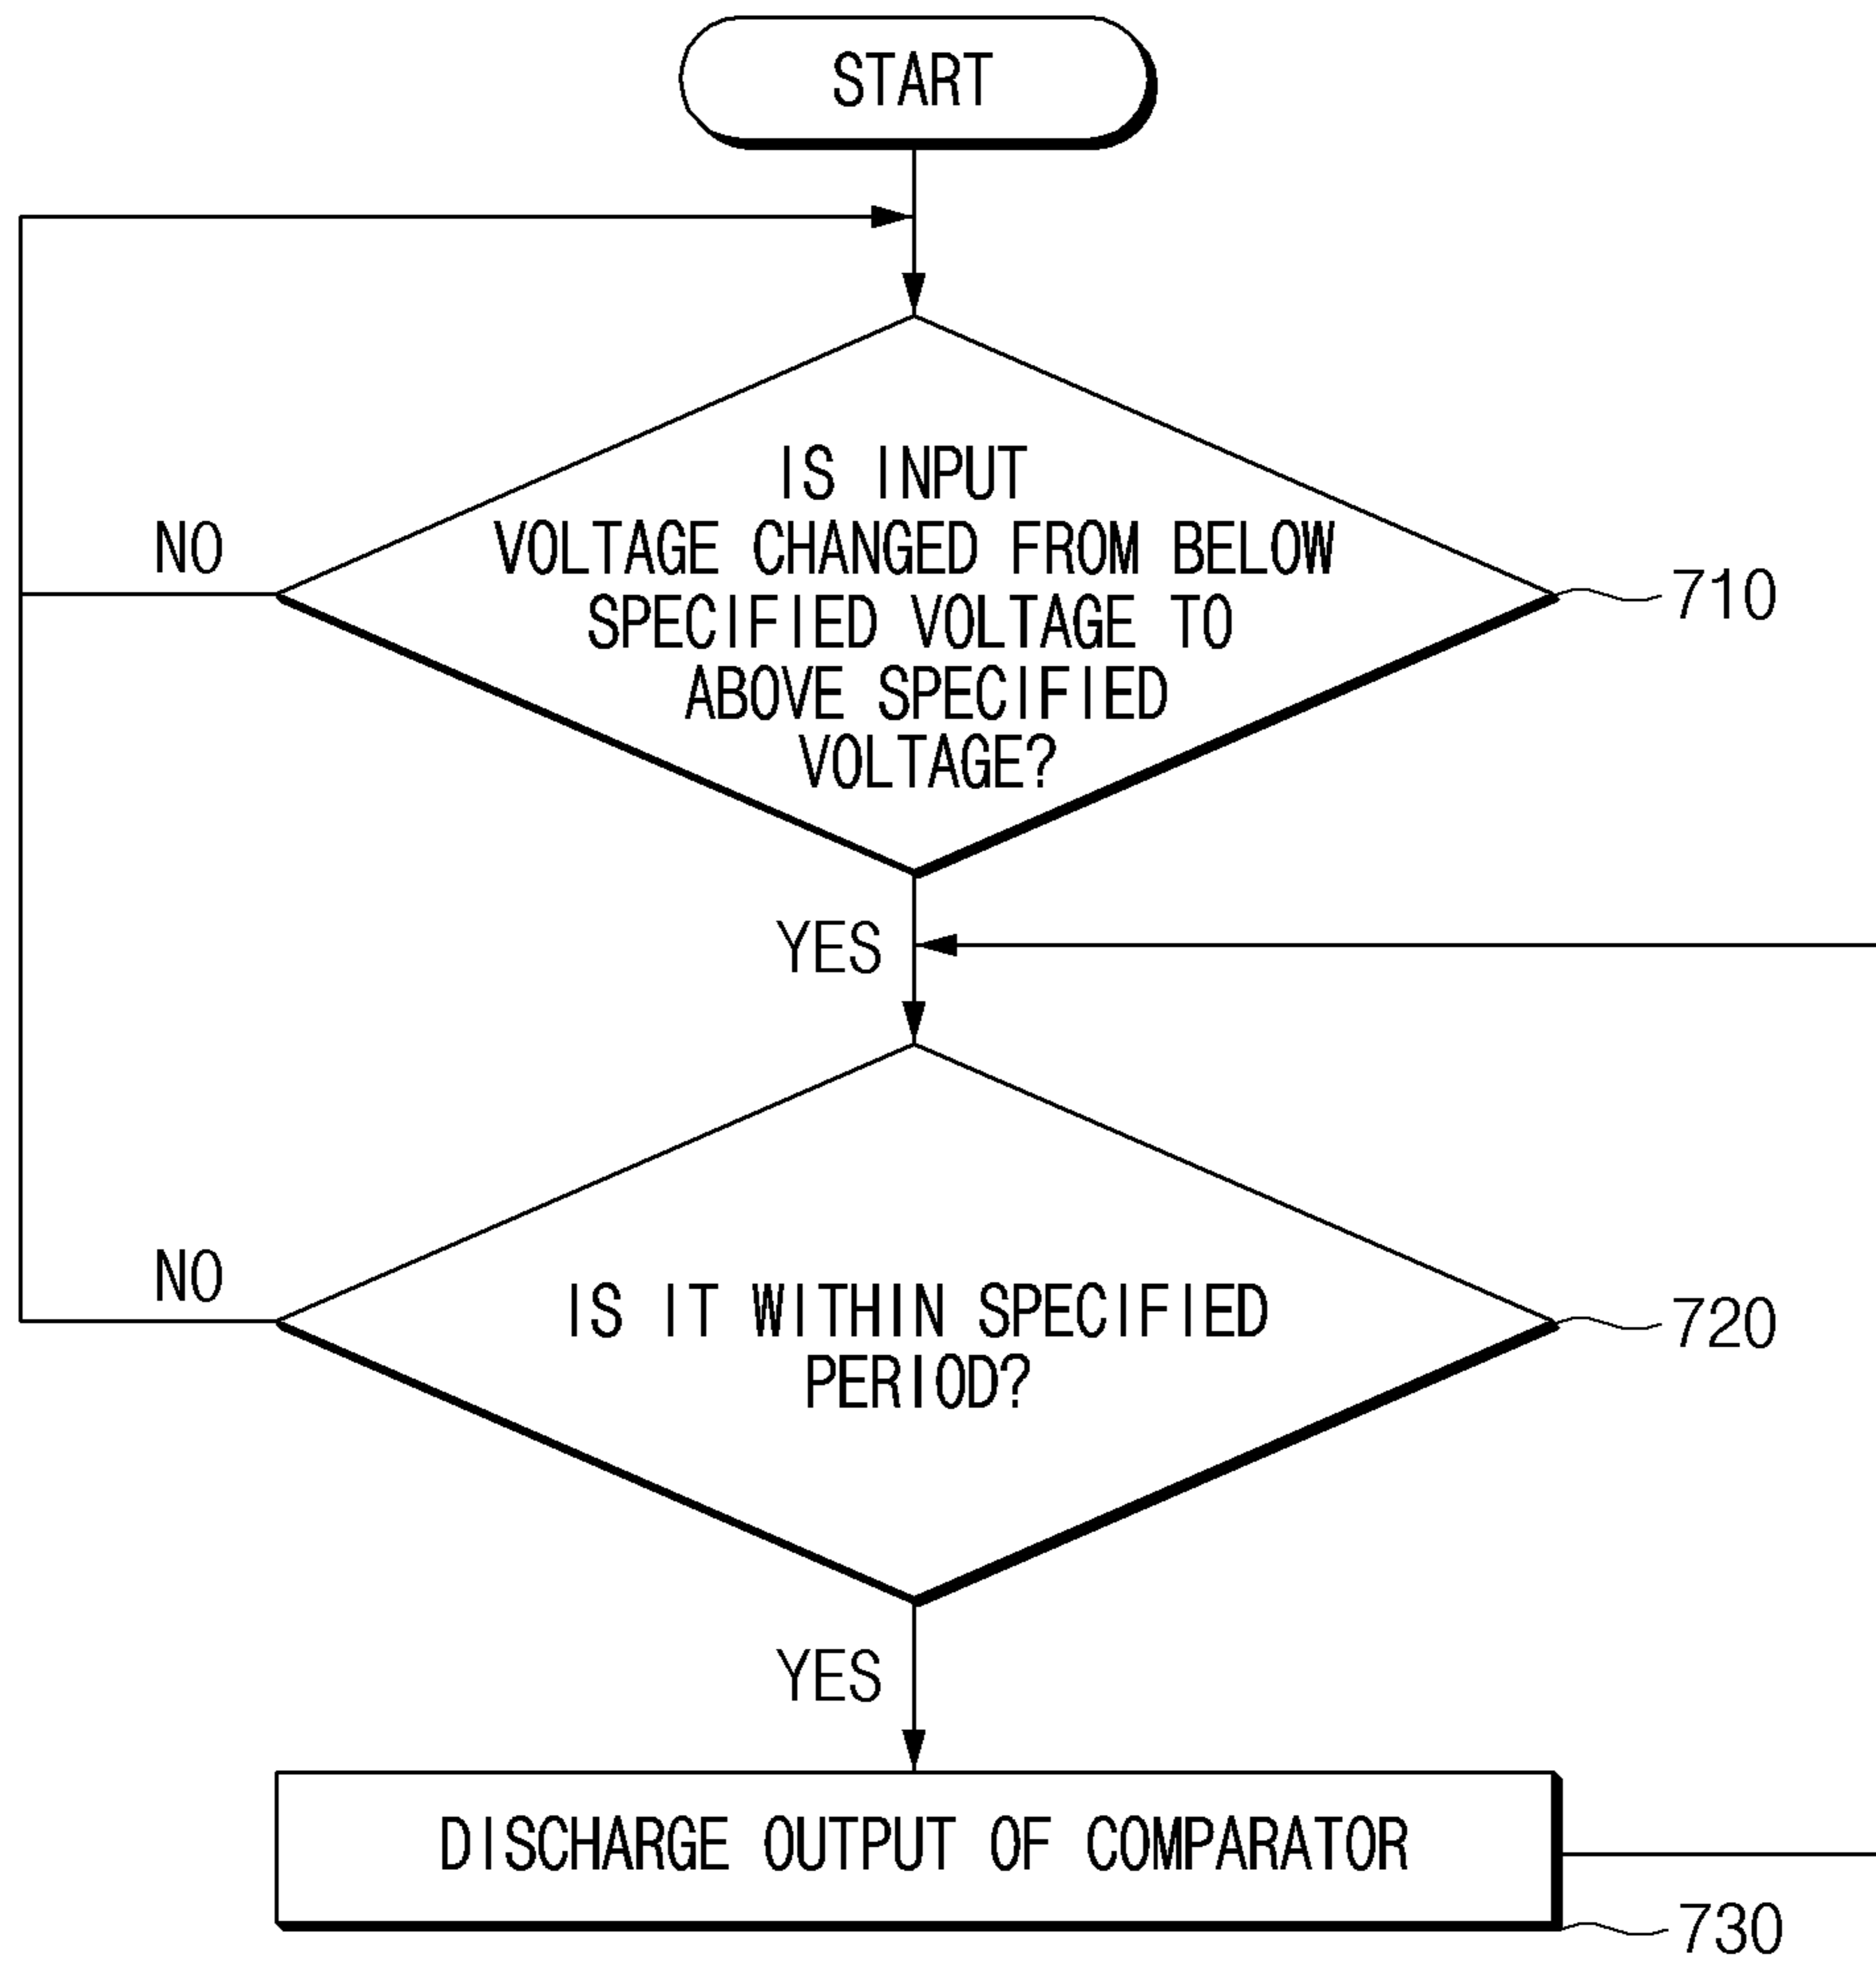 START
IS INPUT
NO
VOLTAGE CHANGED FROM BELOW
SPECIFIED VOLTAGE TO
710
ABOVE SPECIFIED
VOLTAGE?
YES
NO
IS IT WITHIN SPECIFIED
720
PERIOD?
YES
DISCHARGE OUTPUT OF COMPARATOR
730